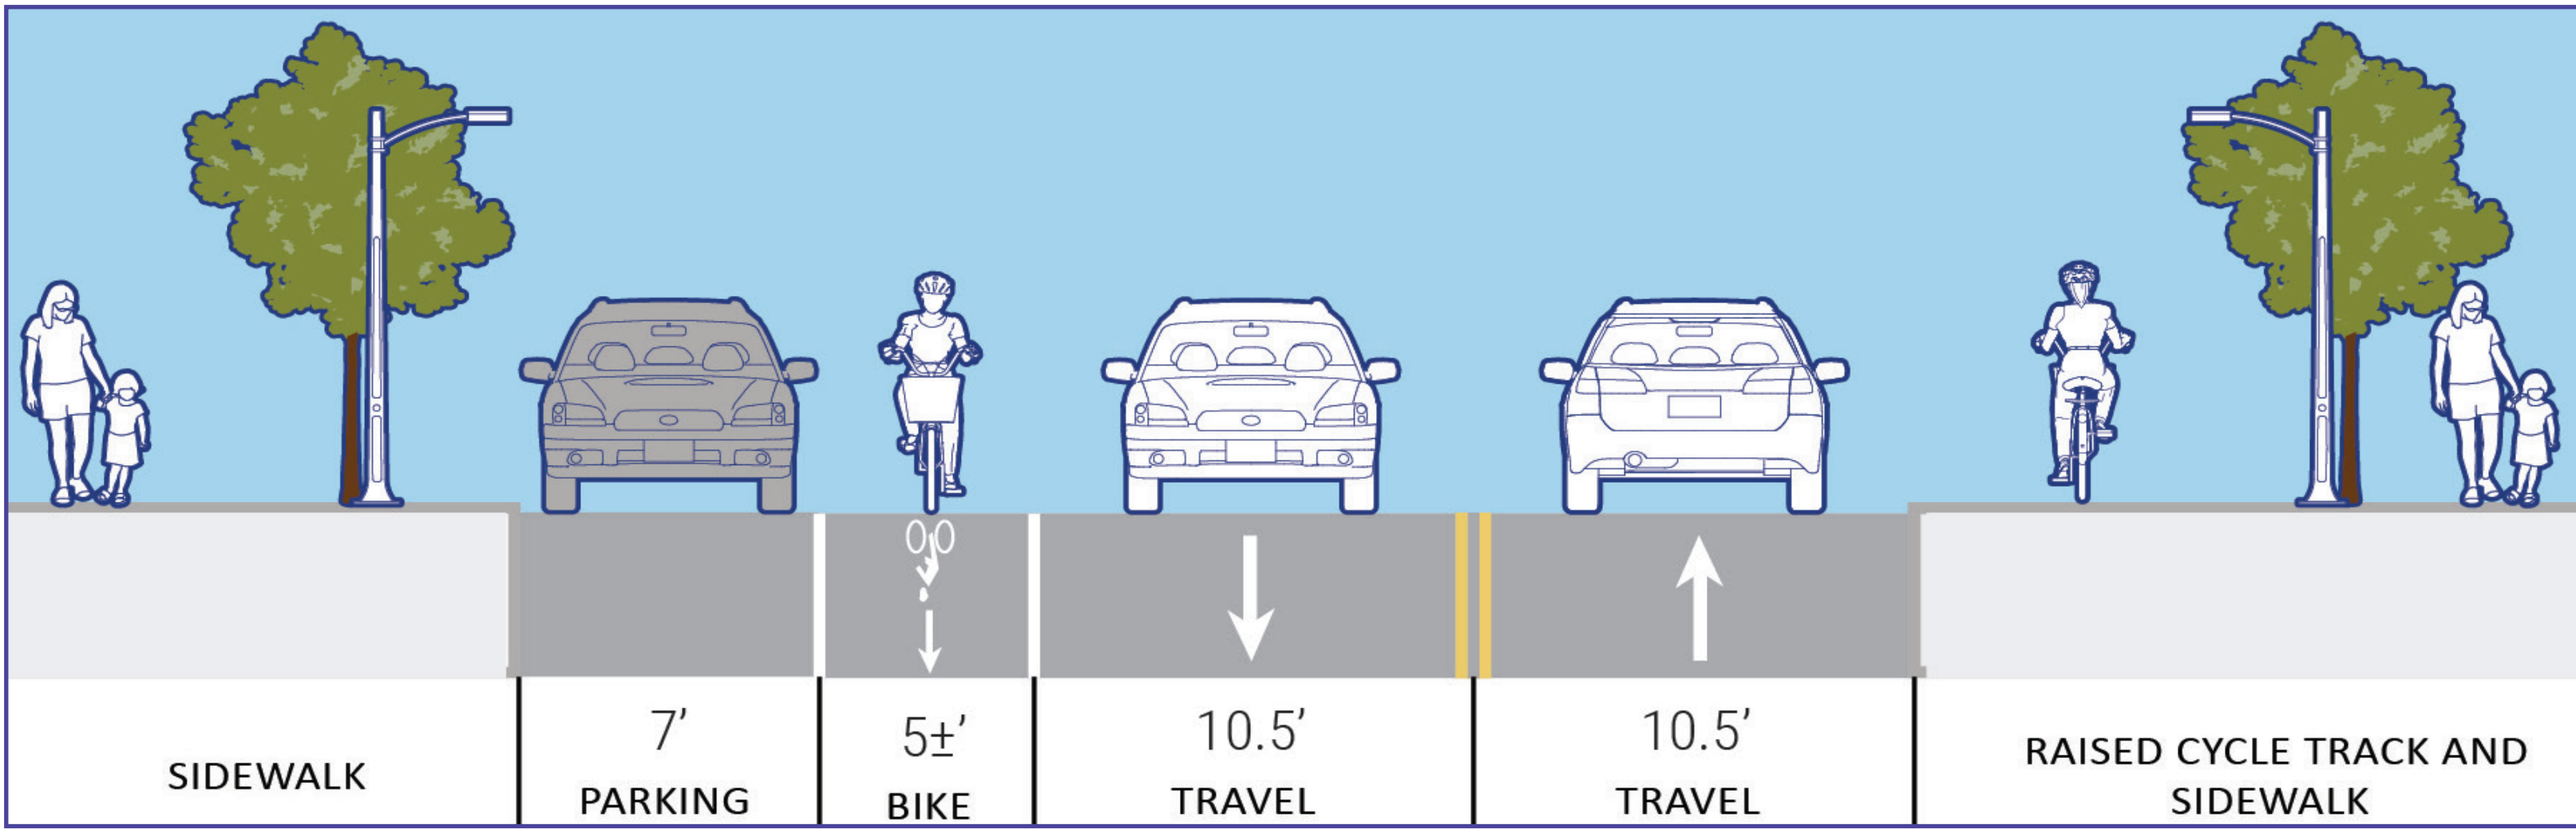 SIDEWALK
7’
PARKING
5±’
BIKE
10.5’
TRAVEL
10.5’
TRAVEL
RAISED CYCLE TRACK AND
SIDEWALK